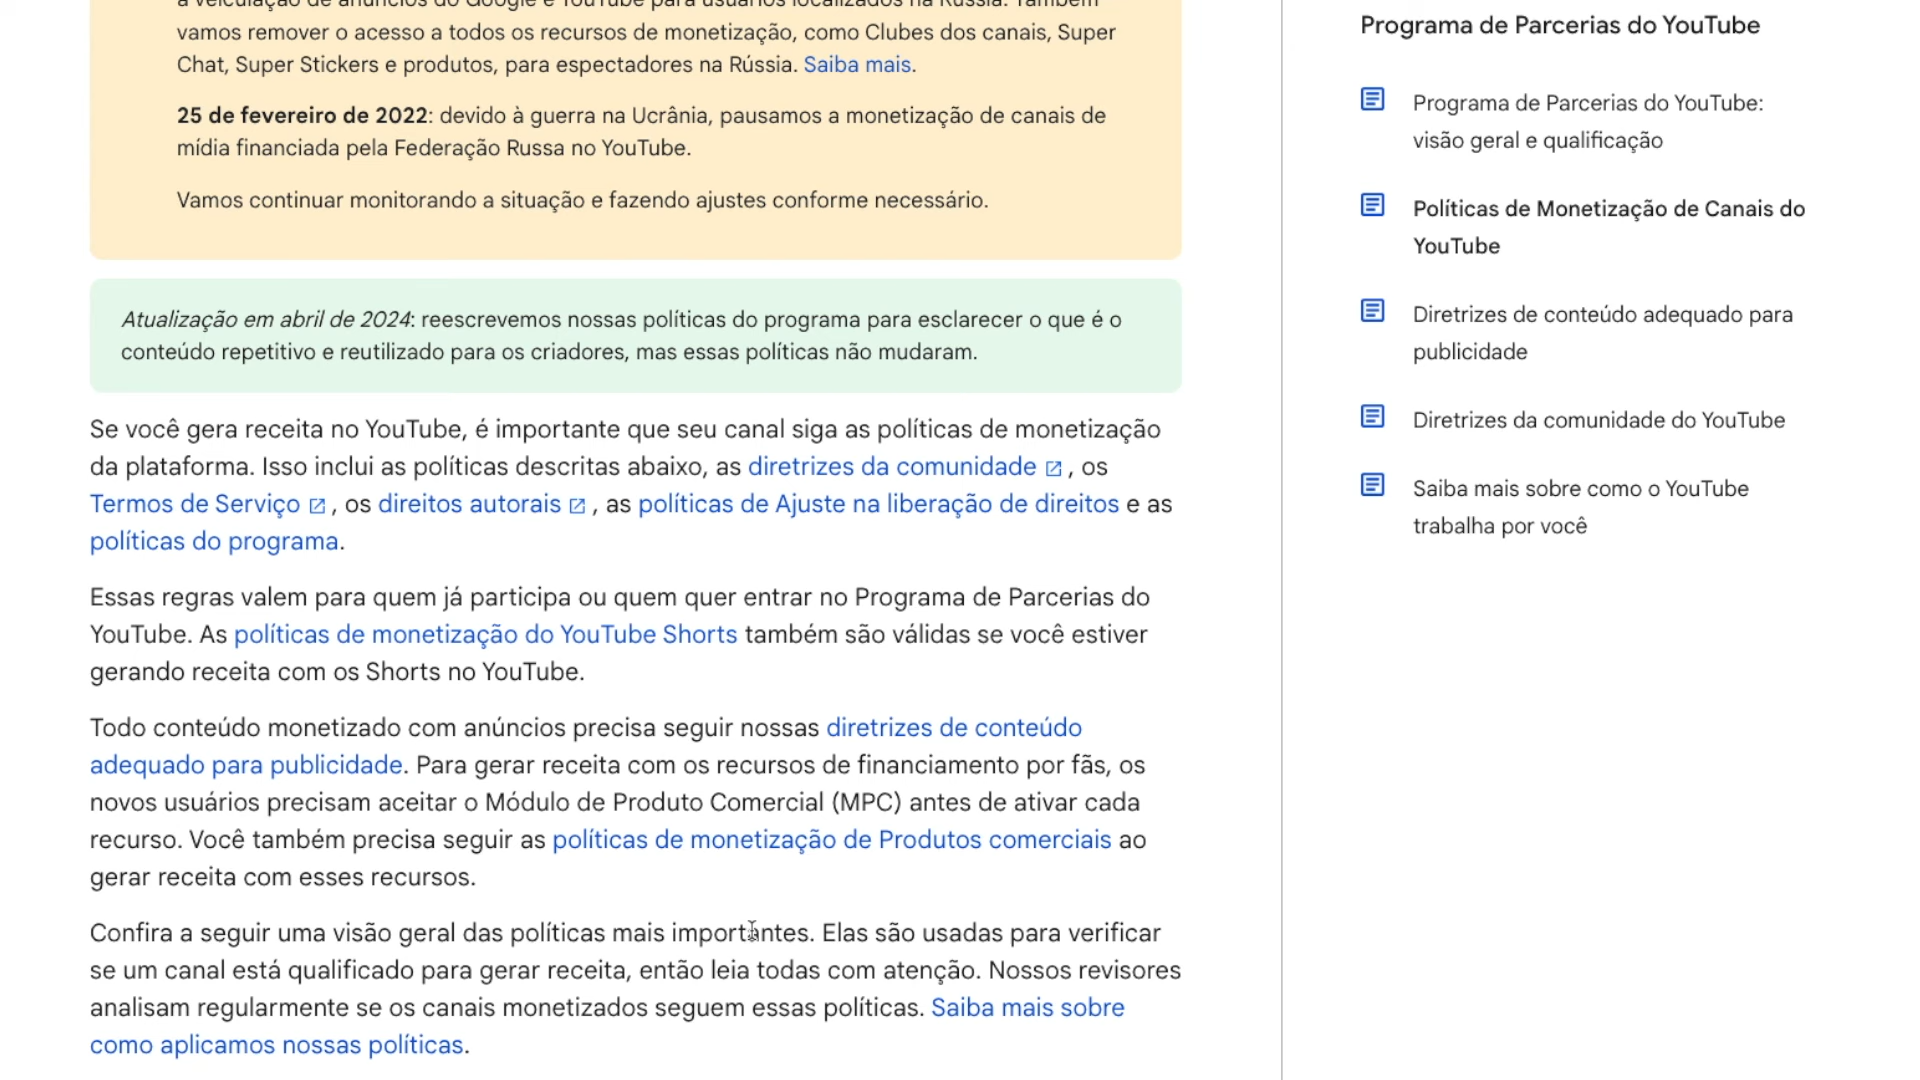 a veiculação de anúncios do Google e YouTube para usuários localizados na Rússia. Também
vamos remover o acesso a todos os recursos de monetização, como Clubes dos canais, Super
Chat, Super Stickers e produtos, para espectadores na Rússia. Saiba mais.
25 de fevereiro de 2022: devido à guerra na Ucrânia, pausamos a monetização de canais de
mídia financiada pela Federação Russa no YouTube.
Vamos continuar monitorando a situação e fazendo ajustes conforme necessário.
Atualização em abril de 2024: reescrevemos nossas políticas do programa para esclarecer o que é o
conteúdo repetitivo e reutilizado para os criadores, mas essas políticas não mudaram.
Se você gera receita no YouTube, é importante que seu canal siga as políticas de monetização
da plataforma. Isso inclui as políticas descritas abaixo, as diretrizes da comunidade , os
Termos de Serviço , os direitos autorais , as políticas de Ajuste na liberação de direitos e as
políticas do programa.
Essas regras valem para quem já participa ou quem quer entrar no Programa de Parcerias do
YouTube. As políticas de monetização do YouTube Shorts também são válidas se você estiver
gerando receita com os Shorts no YouTube.
Todo conteúdo monetizado com anúncios precisa seguir nossas diretrizes de conteúdo
adequado para publicidade. Para gerar receita com os recursos de financiamento por fãs, os
novos usuários precisam aceitar o Módulo de Produto Comercial (MPC) antes de ativar cada
recurso. Você também precisa seguir as políticas de monetização de Produtos comerciais ao
gerar receita com esses recursos.
Confira a seguir uma visão geral das políticas mais importantes. Elas são usadas para verificar
se um canal está qualificado para gerar receita, então leia todas com atenção. Nossos revisores
analisam regularmente se os canais monetizados seguem essas políticas. Saiba mais sobre
como aplicamos nossas políticas.
Programa de Parcerias do YouTube
Programa de Parcerias do YouTube:
visão geral e qualificação
Políticas de Monetização de Canais do
YouTube
Diretrizes de conteúdo adequado para
publicidade
Diretrizes da comunidade do YouTube
Saiba mais sobre como o YouTube
trabalha por você